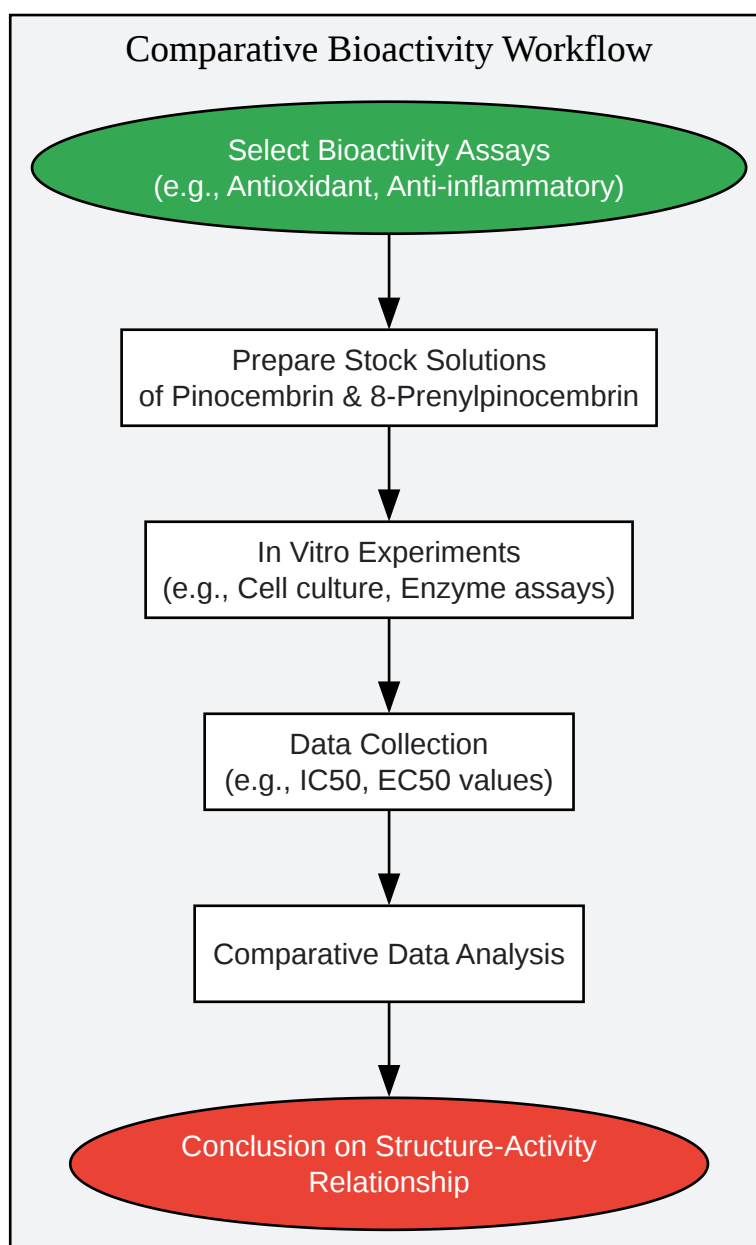 Comparative Bioactivity Workflow
Select Bioactivity Assays
(e.g., Antioxidant, Anti-inflammatory)
Prepare Stock Solutions
of Pinocembrin & 8-Prenylpinocembrin
In Vitro Experiments
(e.g., Cell culture, Enzyme assays)
Data Collection
(e.g., IC50, EC50 values)
Comparative Data Analysis
Conclusion on Structure-Activity
Relationship